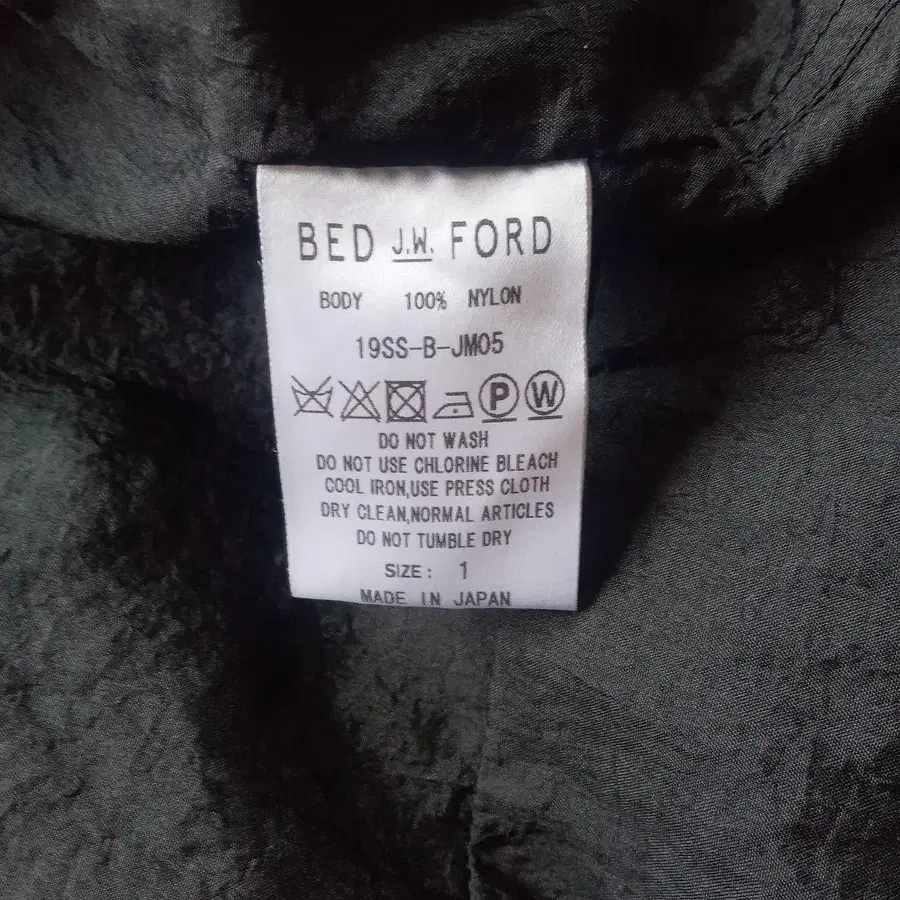 BED J.W. FORD
BODY 100% NYLON
19SS-B-JM05
P W
DO NOT WASH
DO NOT USE CHLORINE BLEACH
COOL IRON,USE PRESS CLOTH
DRY CLEAN,NORMAL ARTICLES
DO NOT TUMBLE DRY
SIZE: 1
MADE IN JAPAN